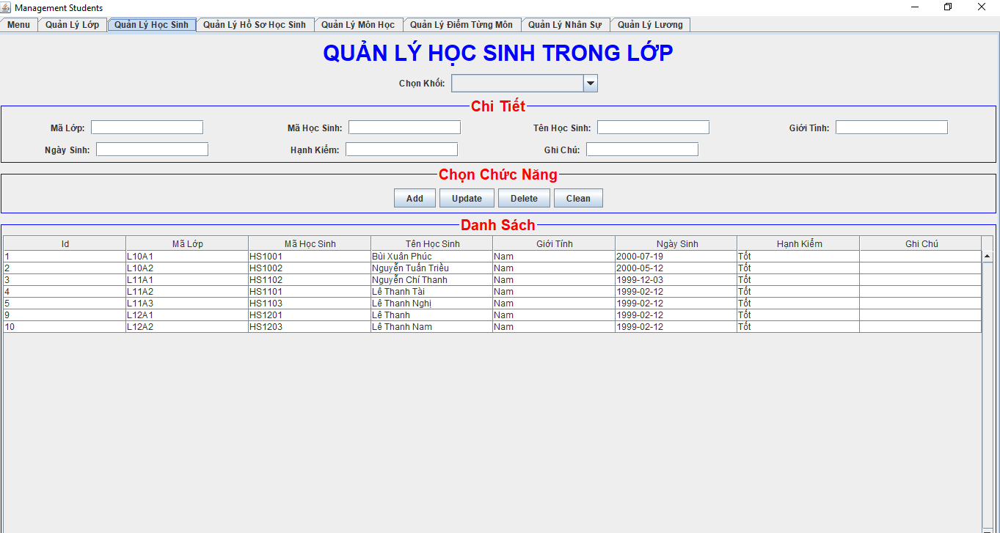 Management Students
Menu Quản Lý Lớp Quản Lý Học Sinh Quản Lý Hồ Sơ Học Sinh Quản Lý Môn Học Quản Lý Điểm Từng Môn Quản Lý Nhân Sự Quản Lý Lương
QUẢN LÝ HỌC SINH TRONG LỚP
Chọn Khối:
Chi Tiết
Mã Lớp: Mã Học Sinh: Tên Học Sinh: Giới Tính:
Ngày Sinh: Hạnh Kiểm: Ghi Chú:
Chọn Chức Năng
Add Update Delete Clean
Danh Sách
Id Mã Lớp Mã Học Sinh Tên Học Sinh Giới Tính Ngày Sinh Hạnh Kiểm Ghi Chú
1 L10A1 HS1001 Bùi Xuân Phúc Nam 2000-07-19 Tốt
2 L10A2 HS1002 Nguyễn Tuấn Triều Nam 2000-05-12 Tốt
3 L11A1 HS1102 Nguyễn Chí Thanh Nam 1999-12-03 Tốt
4 L11A2 HS1101 Lê Thanh Tài Nam 1999-02-12 Tốt
5 L11A3 HS1103 Lê Thanh Nghị Nam 1999-02-12 Tốt
9 L12A1 HS1201 Lê Thanh Nam 1999-02-12 Tốt
10 L12A2 HS1203 Lê Thanh Nam Nam 1999-02-12 Tốt